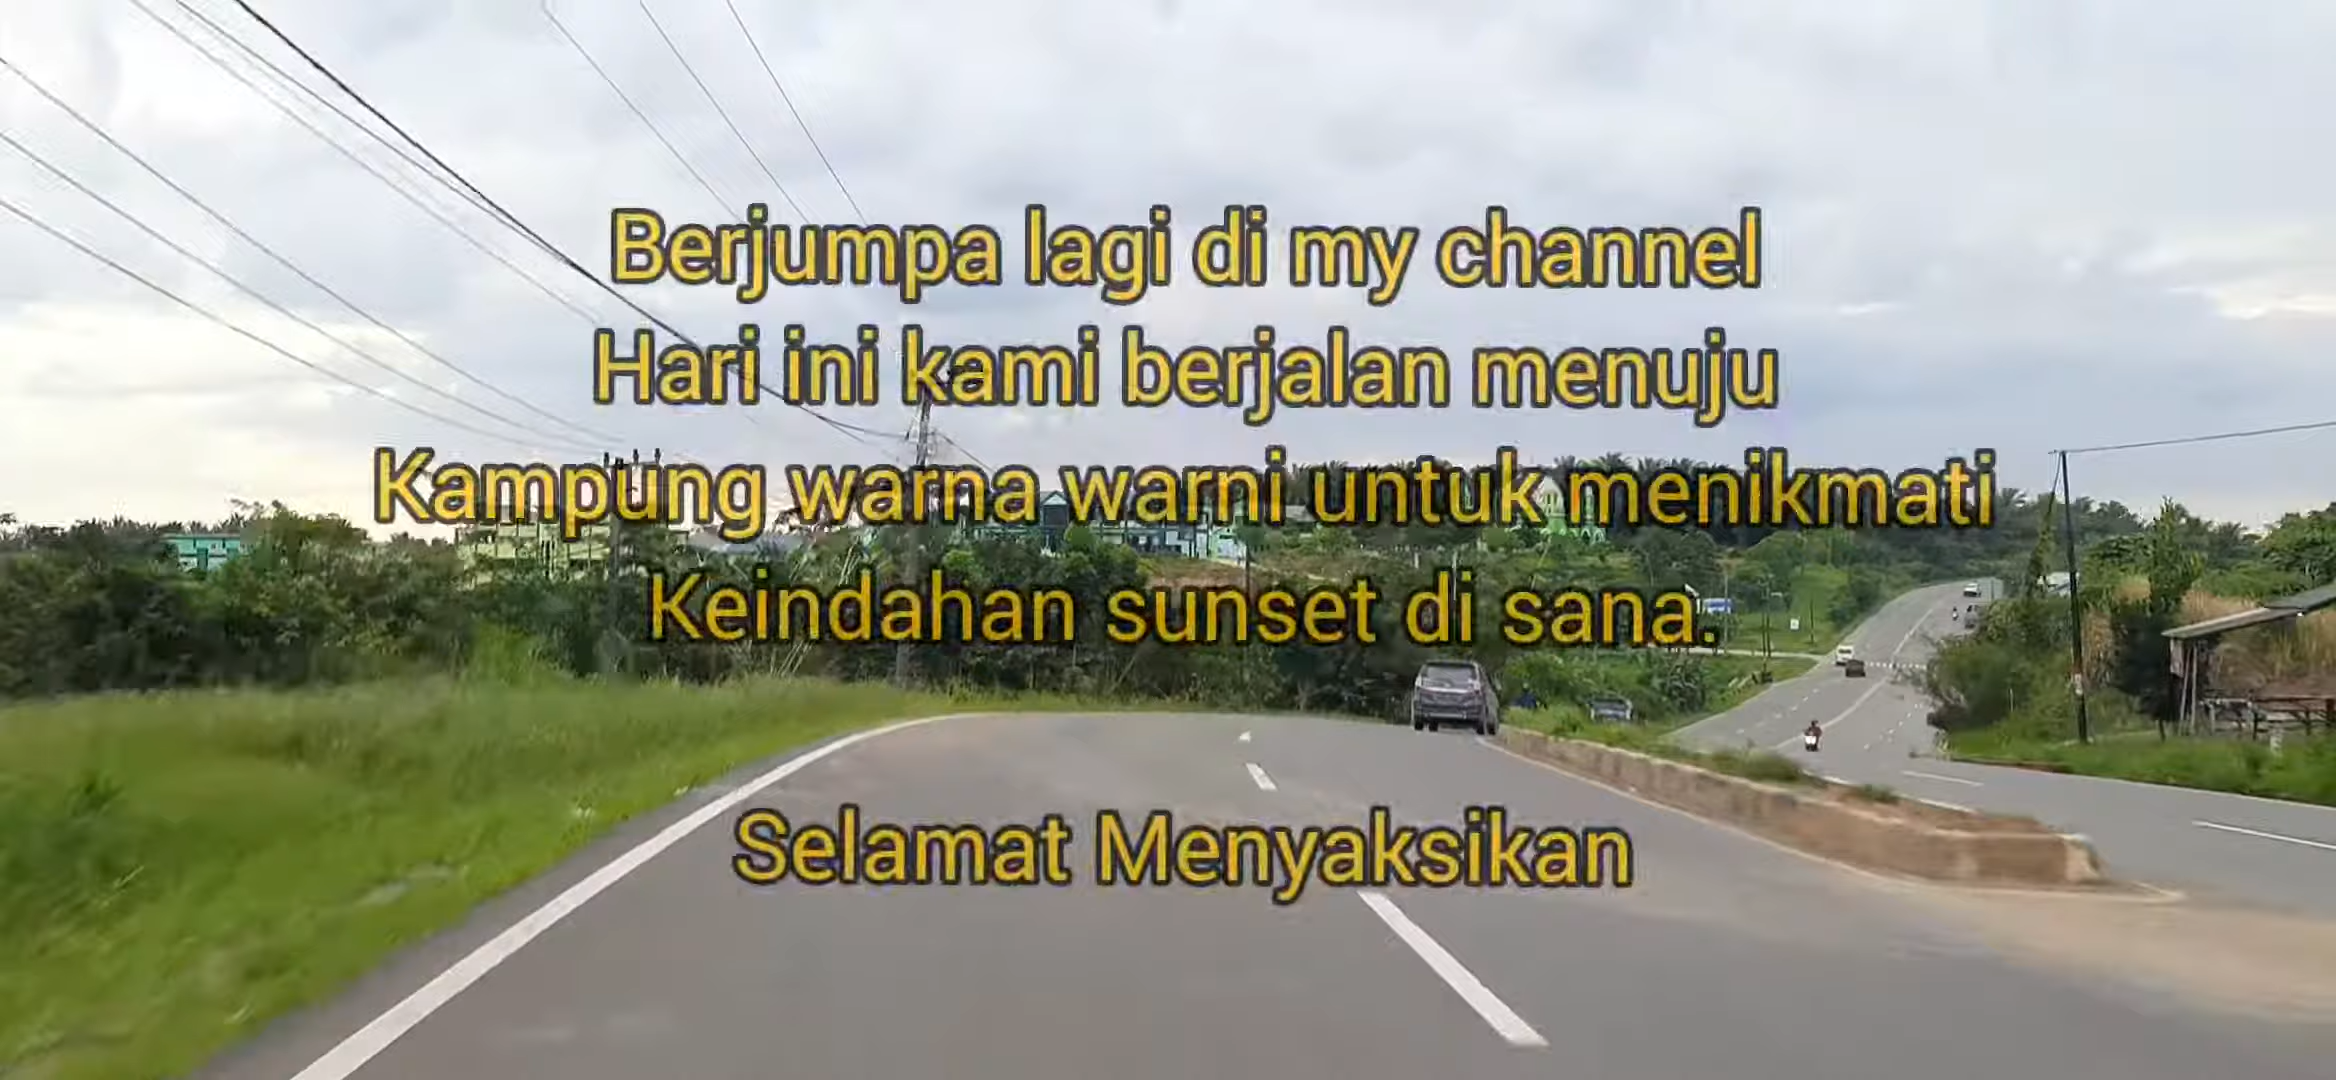 Berjumpa lagi di my channel
Hari ini kami berjalan menuju
Kampung warna warni untuk menikmati
Keindahan sunset di sana.
Selamat Menyaksikan